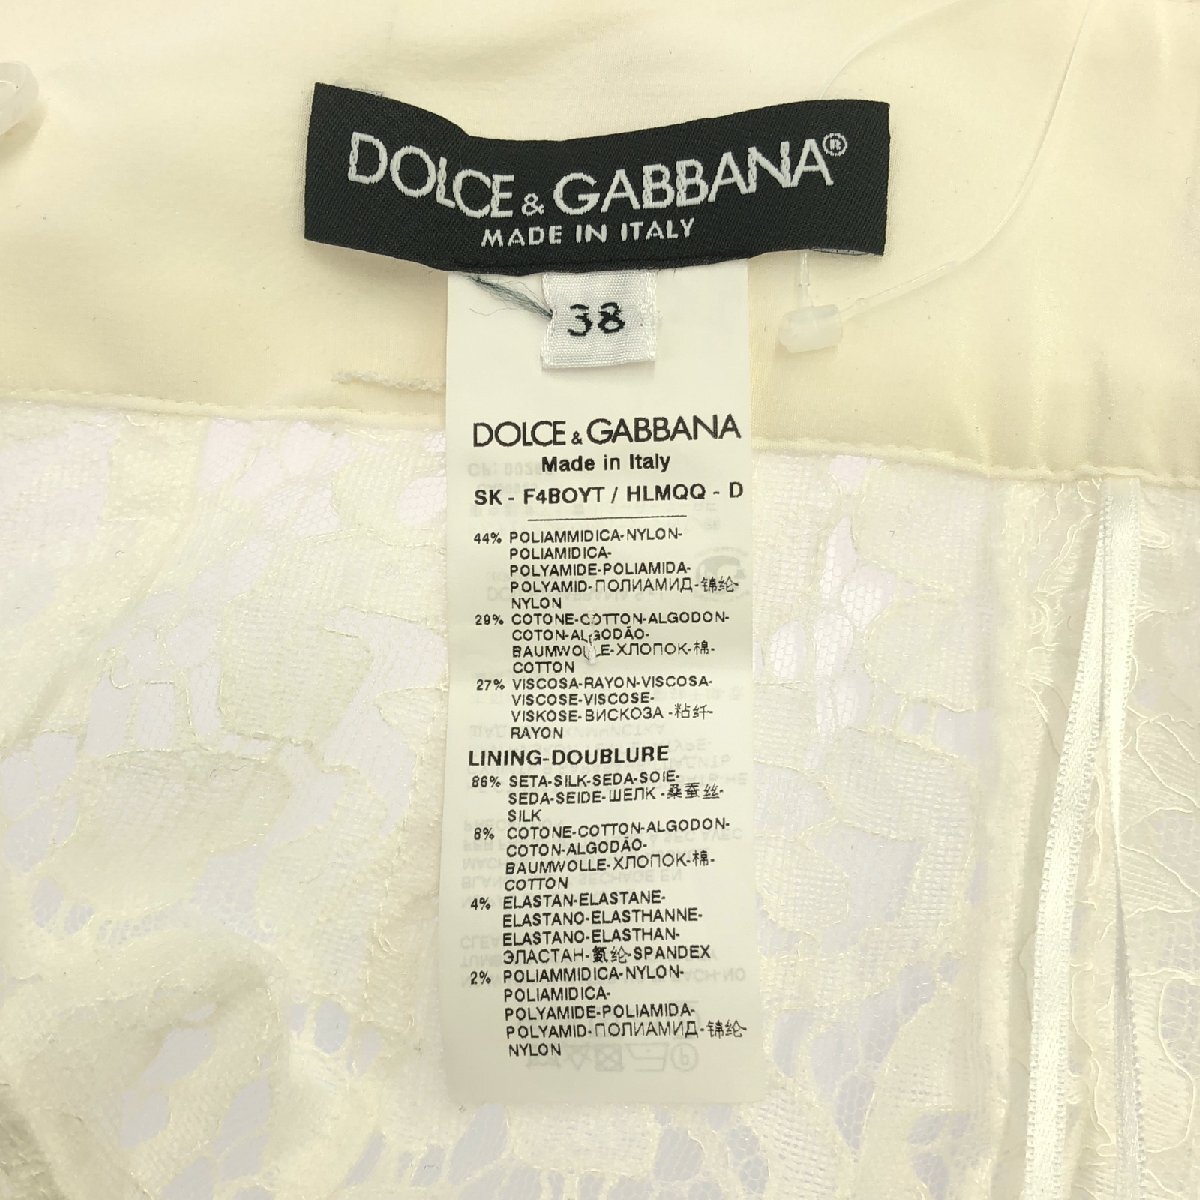 DOLCE & GABBANA®
MADE IN ITALY
38
DOLCE & GABBANA
Made in Italy
SK - F4BOYT / HLMQQ - D
44% POLIAMMIDICA-NYLON-
POLIAMIDICA-
POLYAMIDE-POLIAMIDA-
POLYAMID-ПОЛИАМИД-锦纶-
NYLON
29% COTONE-COTTON-ALGODON-
COTON-ALGODÃO-
BAUMWOLLE-ХЛОПОК-棉-
COTTON
27% VISCOSA-RAYON-VISCOSA-
VISCOSE-VISCOSE-
VISKOSE-ВИСКОЗА-粘纤-
RAYON
LINING-DOUBLURE
86% SETA-SILK-SEDA-SOIE-
SEDA-SEIDE-ШЕЛК-桑蚕丝-
SILK
8% COTONE-COTTON-ALGODON-
COTON-ALGODÃO-
BAUMWOLLE-ХЛОПОК-棉-
COTTON
4% ELASTAN-ELASTANE-
ELASTANO-ELASTHANNE-
ELASTANO-ELASTHAN-
ЭЛАСТАН-氨纶-SPANDEX
2% POLIAMMIDICA-NYLON-
POLIAMIDICA-
POLYAMIDE-POLIAMIDA-
POLYAMID-ПОЛИАМИД-锦纶-
NYLON